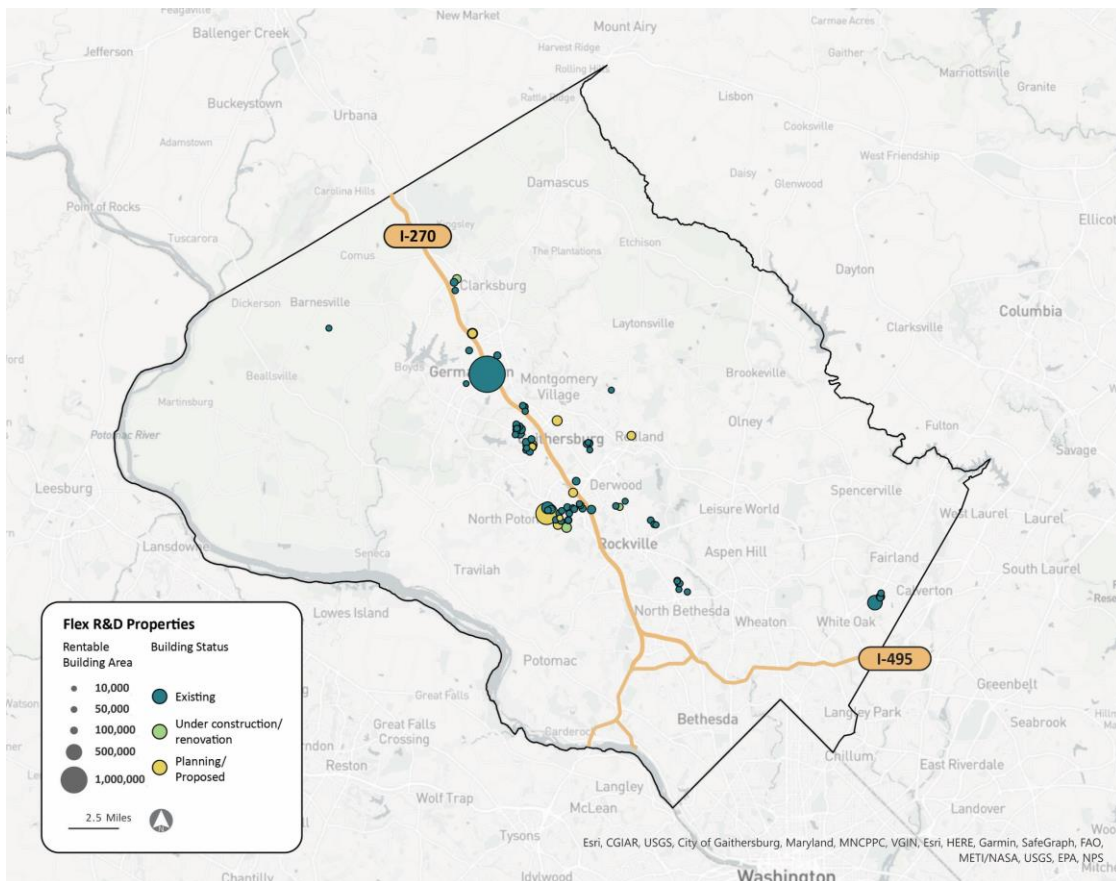 Feagaville
New Market
Mount Airy
Carmae Acres
Gaither
Jefferson
Ballenger Creek
Harvest Ridge
Rolling Hills
Marriottsville
Buckeystown
Rattle Ridge
Lisbon
Granite
Urbana
Cooksville
Adamstown
West Friendship
Carolina Hills
Damascus
Daisy
Glenwood
Point of Rocks
Tuscarora
I-270
Comus
The Plantations
Etchison
Dayton
Clarksburg
Dickerson
Barnesville
Columbia
Laytonsville
Clarksville
Boyds
Beallsville
Montgomery
Village
Brookeville
Martinsburg
Olney
Fulton
Potomac River
Savage
Leesburg
Derwood
Spencerville
Leisure World
West Laurel
Laurel
Lansdowne
Rockville
Aspen Hill
Fairland
Seneca
Travilah
South Laurel
Calverton
Lowes Island
North Bethesda
Wheaton
White Oak
Potomac
I-495
Greenbelt
Great Falls
Bethesda
Langley Park
Seabrook
Great Falls
Crossing
Chillum
Reston
East Riverdale
Langley
Wolf Trap
McLean
Landover
Tysons
Chantilly
Idylwood
Washington
Flex R&D Properties
Rentable
Building Area
Building Status
10,000
50,000
100,000
500,000
1,000,000
Existing
Under construction/
renovation
Planning/
Proposed
2.5 Miles
Esri, CGIAR, USGS, City of Gaithersburg, Maryland, MNCPPC, VGIN, Esri, HERE, Garmin, SafeGraph, FAO,
METI/NASA, USGS, EPA, NPS